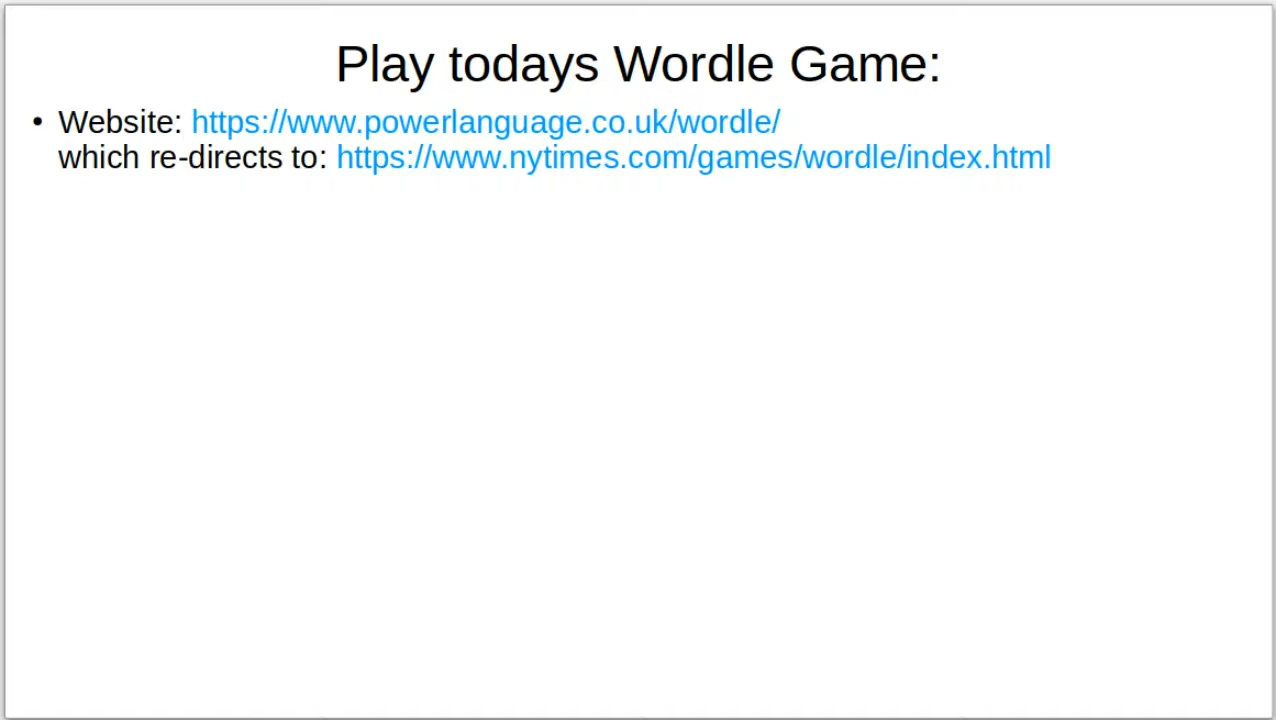 Play todays Wordle Game:
• Website: https://www.powerlanguage.co.uk/wordle/
which re-directs to: https://www.nytimes.com/games/wordle/index.html